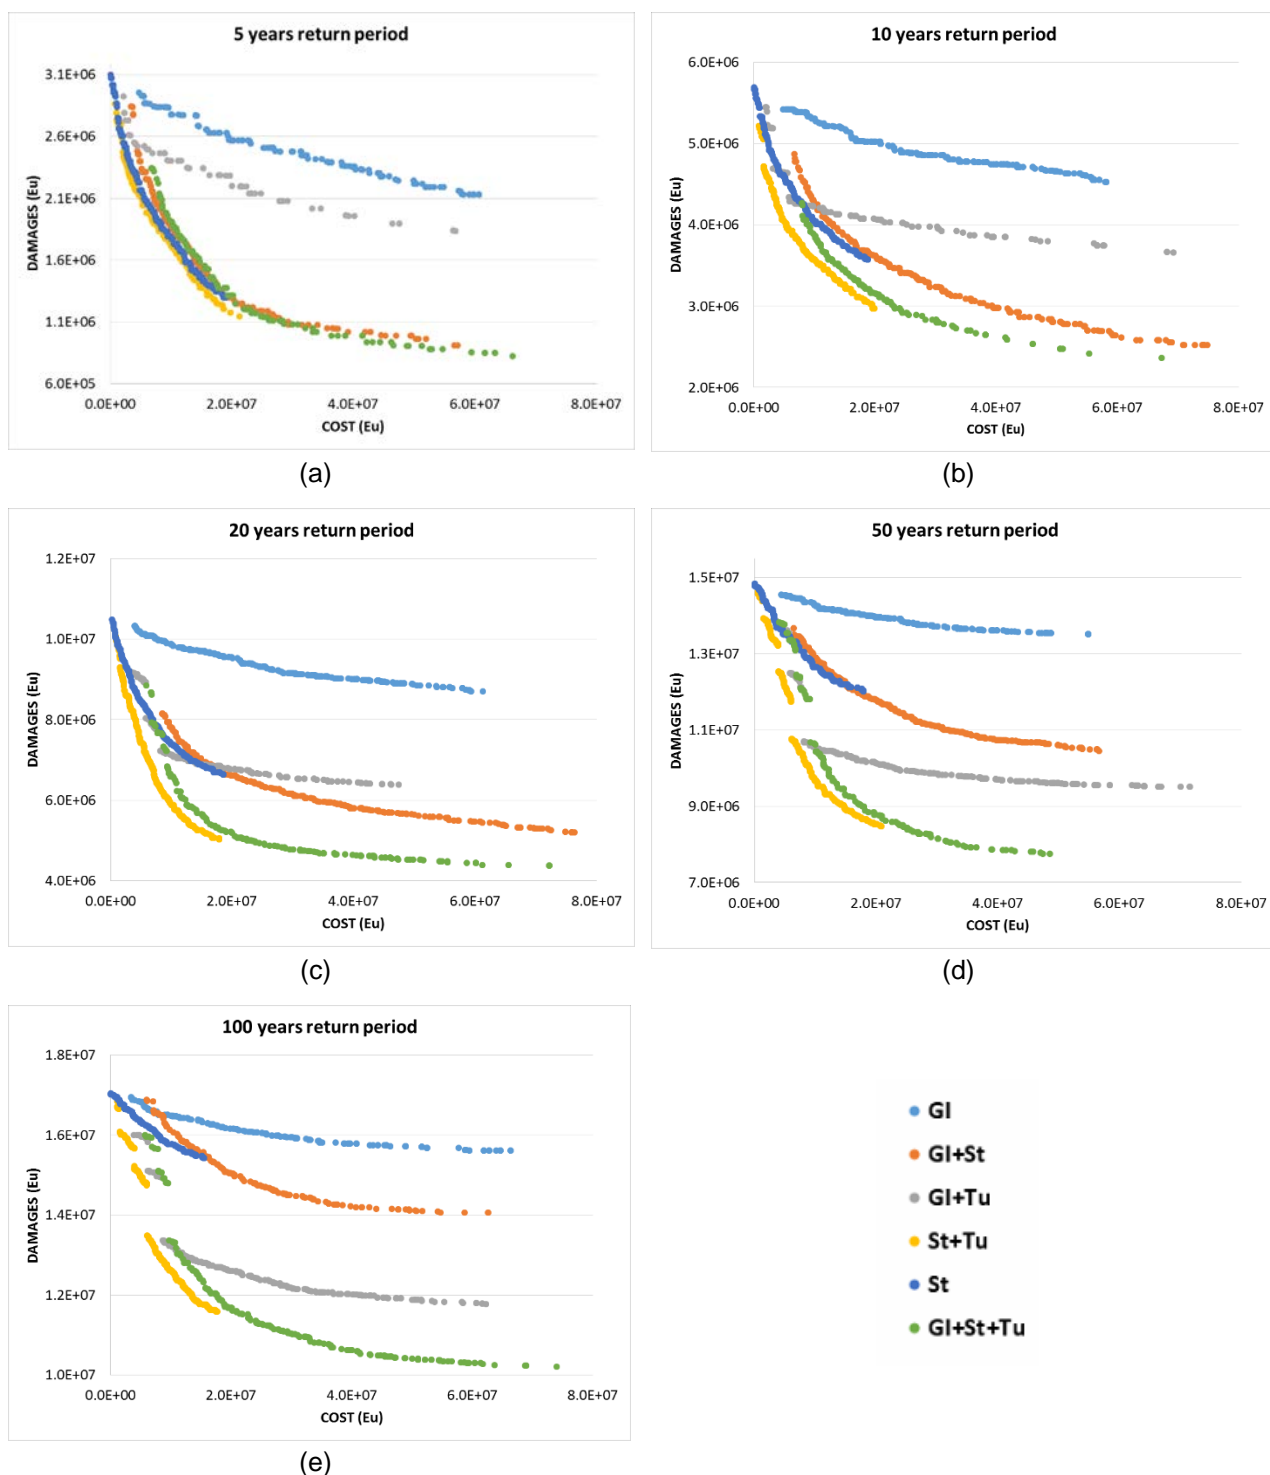 5 years return period
3.1E+06
2.6E+06
2.1E+06
1.6E+06
1.1E+06
6.0E+05
DAMAGES (Eu)
0.0E+00 2.0E+07 4.0E+07 6.0E+07 8.0E+07
COST (Eu)
(a)
10 years return period
6.0E+06
5.0E+06
4.0E+06
3.0E+06
2.0E+06
DAMAGES (Eu)
0.0E+00 2.0E+07 4.0E+07 6.0E+07 8.0E+07
COST (Eu)
(b)
20 years return period
1.2E+07
1.0E+07
8.0E+06
6.0E+06
4.0E+06
DAMAGES (Eu)
0.0E+00 2.0E+07 4.0E+07 6.0E+07 8.0E+07
COST (Eu)
(c)
50 years return period
1.5E+07
1.3E+07
1.1E+07
9.0E+06
7.0E+06
DAMAGES (Eu)
0.0E+00 2.0E+07 4.0E+07 6.0E+07 8.0E+07
COST (Eu)
(d)
100 years return period
1.8E+07
1.6E+07
1.4E+07
1.2E+07
1.0E+07
DAMAGES (Eu)
0.0E+00 2.0E+07 4.0E+07 6.0E+07 8.0E+07
COST (Eu)
(e)
GI
GI+St
GI+Tu
St+Tu
St
GI+St+Tu